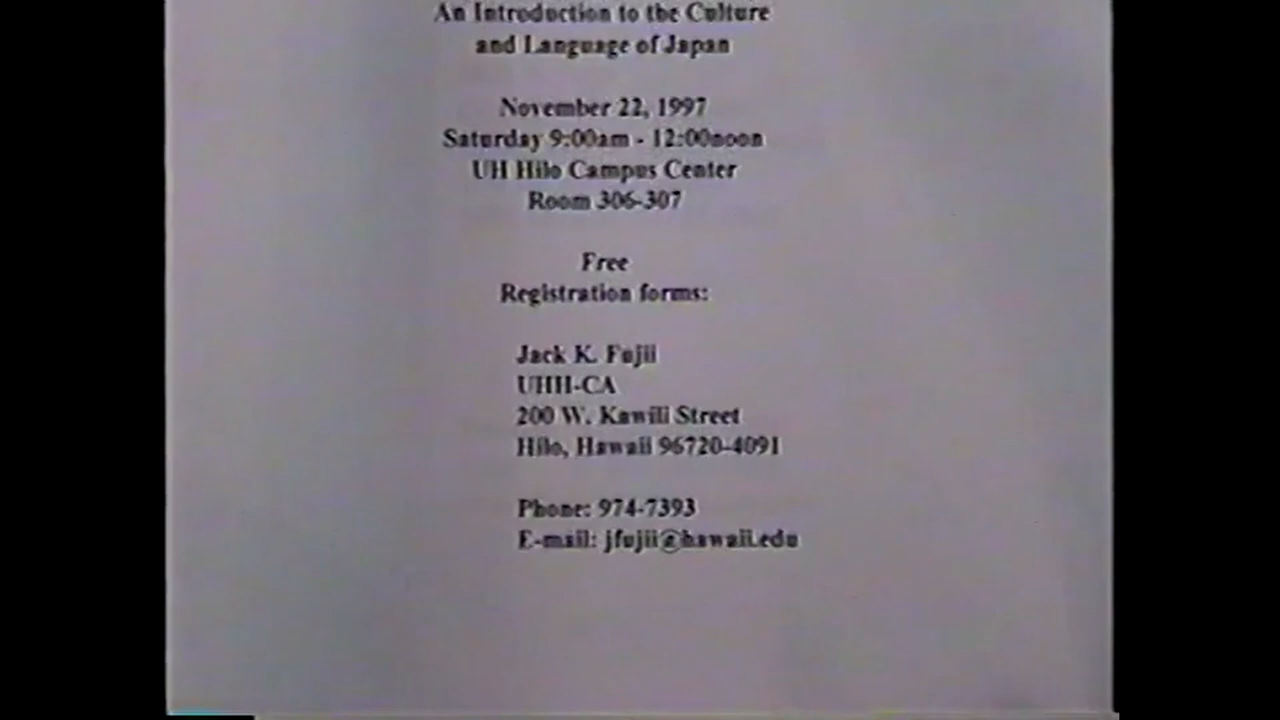 An Introduction to the Culture
and Language of Japan
November 22, 1997
Saturday 9:00am - 12:00noon
UH Hilo Campus Center
Room 306-307
Free
Registration forms:
Jack K. Fujii
UHH-CA
200 W. Kawili Street
Hilo, Hawaii 96720-4091
Phone: 974-7393
E-mail: jfujii@hawaii.edu